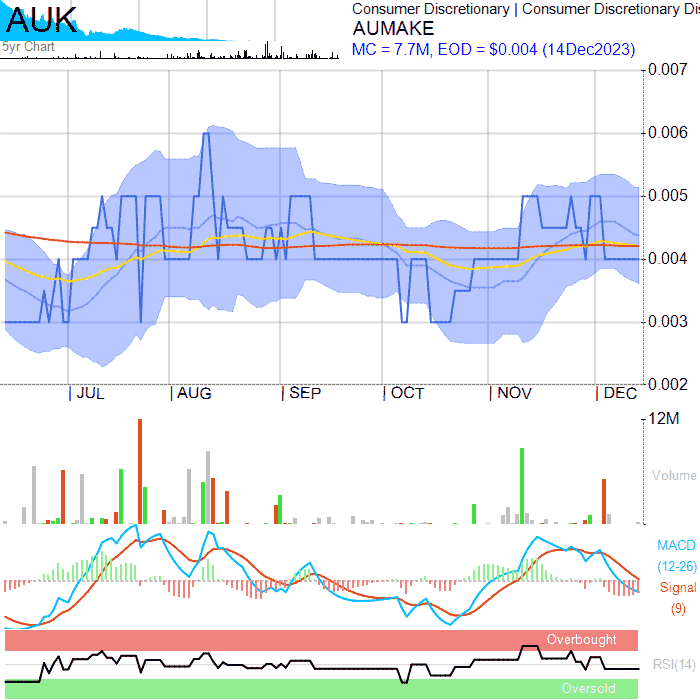 AUK
Consumer Discretionary | Consumer Discretionary Dis
AUMAKE
5yr Chart
MC = 7.7M, EOD = $0.004 (14Dec2023)
0.007
0.006
0.005
0.004
0.003
0.002
JUL AUG SEP OCT NOV DEC
12M
Volume
MACD
(12-26)
Signal
(9)
Overbought
RSI(14)
Oversold